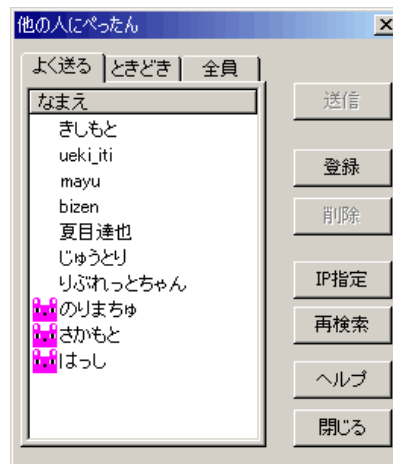 他の人にぺったん
よく送る ときどき 全員
なまえ
きしもと
ueki_iti
mayu
bizen
夏目達也
じゅうとり
りぶれっとちゃん
のりまちゅ
さかもと
はっし
送信
登録
削除
IP指定
再検索
ヘルプ
閉じる